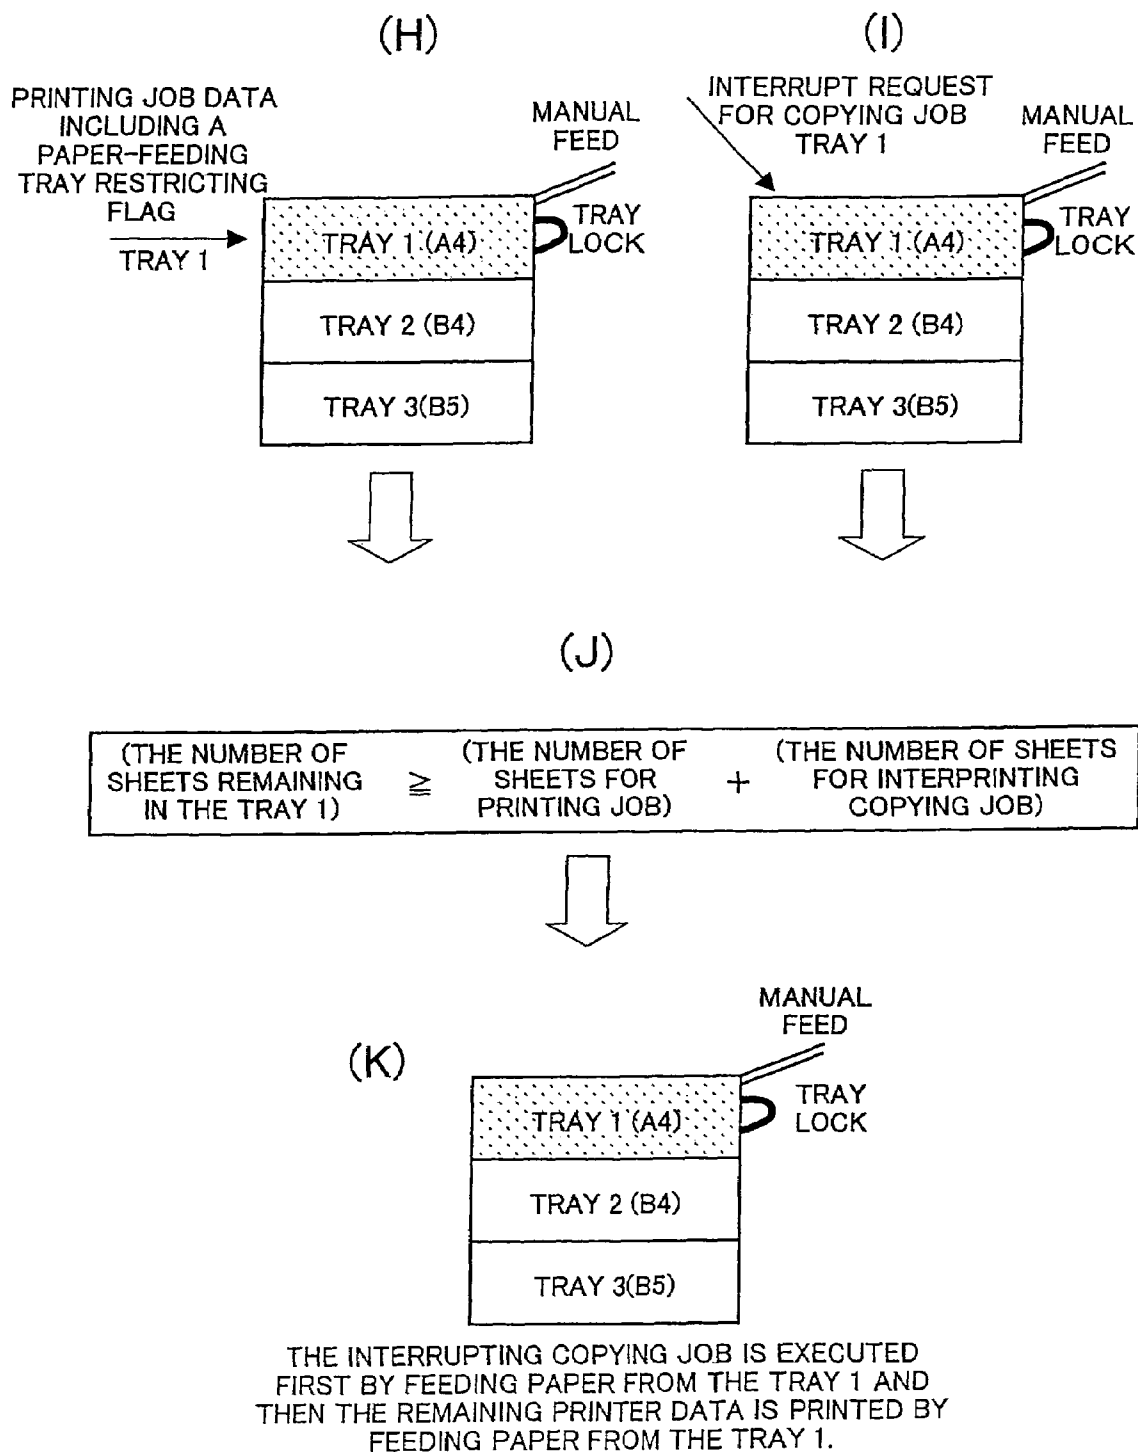 (H)
PRINTING JOB DATA
INCLUDING A
PAPER-FEEDING
TRAY RESTRICTING
FLAG
TRAY 1
MANUAL
FEED
TRAY
LOCK
TRAY 1 (A4)
TRAY 2 (B4)
TRAY 3(B5)
(I)
INTERRUPT REQUEST
FOR COPYING JOB
TRAY 1
MANUAL
FEED
TRAY
LOCK
TRAY 1 (A4)
TRAY 2 (B4)
TRAY 3(B5)
(J)
(THE NUMBER OF
SHEETS REMAINING
IN THE TRAY 1)
≧
(THE NUMBER OF
SHEETS FOR
PRINTING JOB)
+
(THE NUMBER OF SHEETS
FOR INTERPRINTING
COPYING JOB)
(K)
MANUAL
FEED
TRAY
LOCK
TRAY 1 (A4)
TRAY 2 (B4)
TRAY 3(B5)
THE INTERRUPTING COPYING JOB IS EXECUTED
FIRST BY FEEDING PAPER FROM THE TRAY 1 AND
THEN THE REMAINING PRINTER DATA IS PRINTED BY
FEEDING PAPER FROM THE TRAY 1.